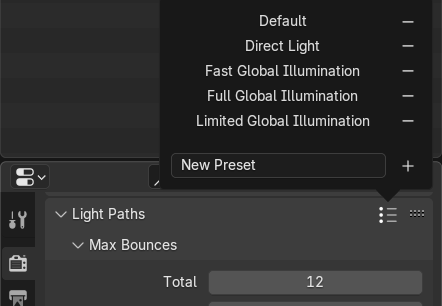 Default
Direct Light
Fast Global Illumination
Full Global Illumination
Limited Global Illumination
New Preset
Light Paths
Max Bounces
Total 12